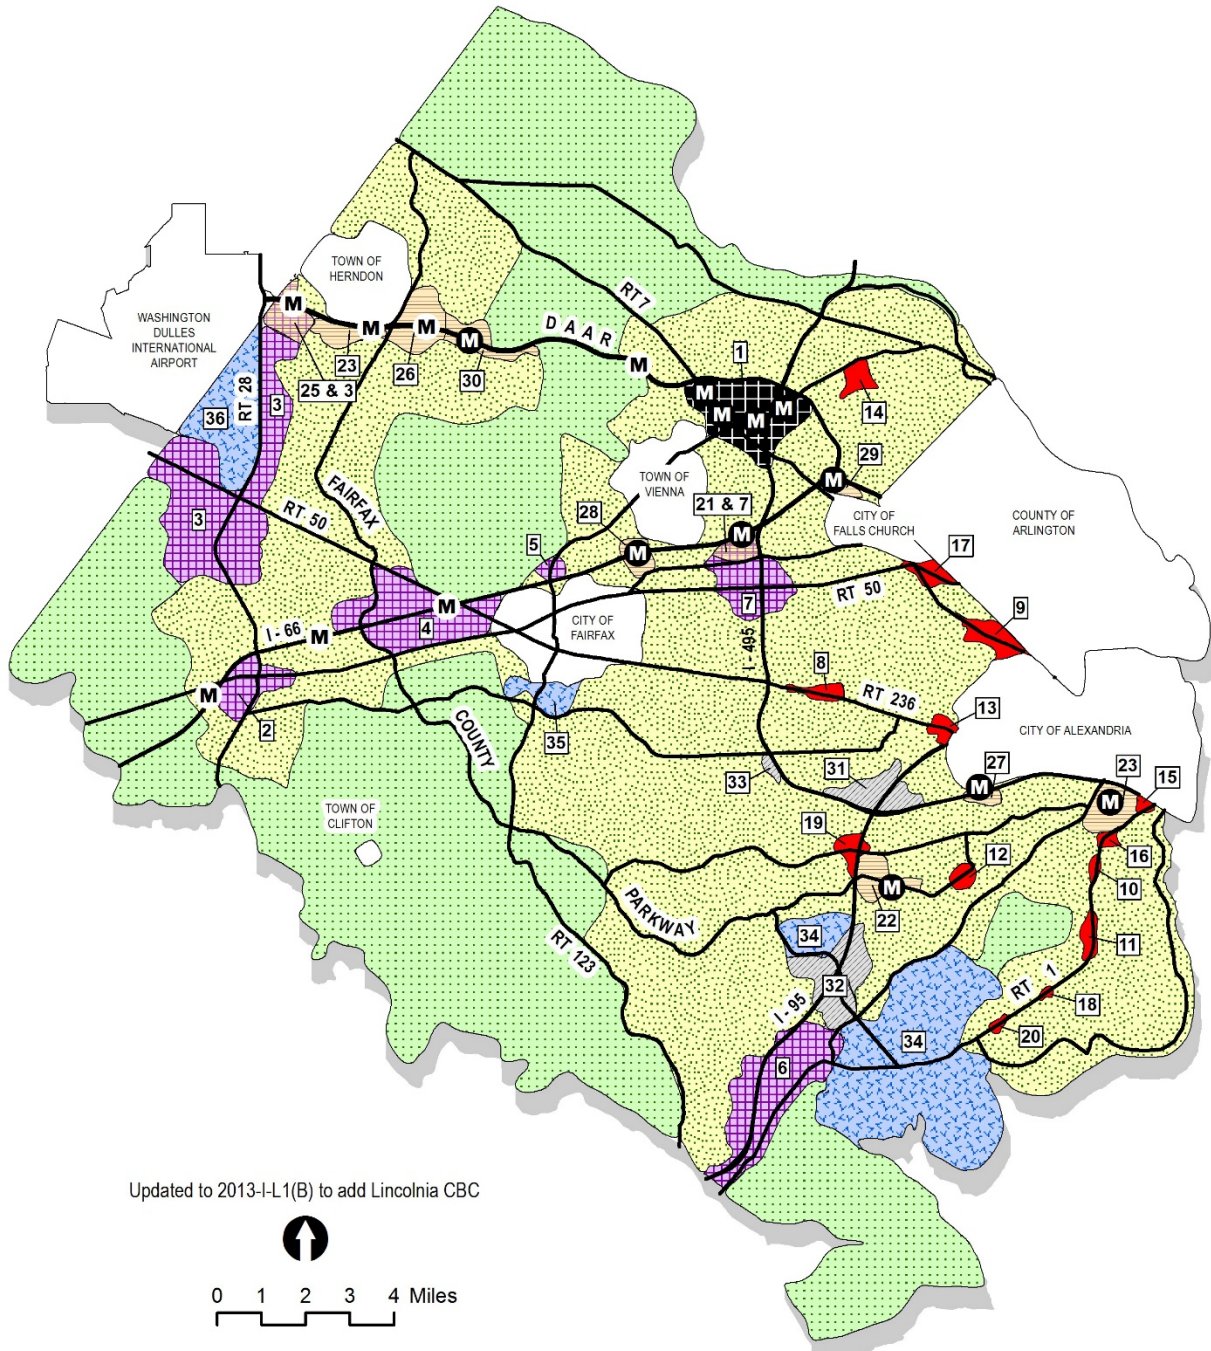 TOWN OF
HERNDON
WASHINGTON
DULLES
INTERNATIONAL
AIRPORT
M
M
M
M
M
23
26
30
25 & 3
RT 28
3
36
3
DAAR
RT 7
1
M
M
M
M
14
29
M
TOWN OF
VIENNA
21 & 7
M
28
M
5
CITY OF
FALLS CHURCH
COUNTY OF
ARLINGTON
17
RT 50
FAIRFAX
7
RT 50
9
M
4
I - 66
M
CITY OF
FAIRFAX
I - 495
8
RT 236
13
CITY OF ALEXANDRIA
M
2
COUNTY
35
33
31
27
M
23
M
15
TOWN OF
CLIFTON
19
12
16
10
M
22
PARKWAY
RT 123
34
11
32
I - 95
RT 1
18
20
34
6
Updated to 2013-I-L1(B) to add Lincolnia CBC
0 1 2 3 4 Miles